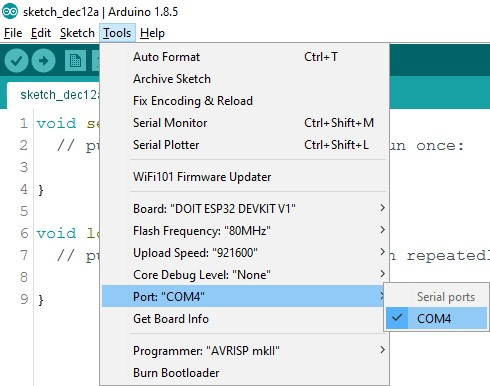 sketch_dec12a | Arduino 1.8.5
File Edit Sketch Tools Help
Auto Format Ctrl+T
Archive Sketch
Fix Encoding & Reload
Serial Monitor Ctrl+Shift+M
Serial Plotter Ctrl+Shift+L
WiFi101 Firmware Updater
Board: "DOIT ESP32 DEVKIT V1"
Flash Frequency: "80MHz"
Upload Speed: "921600"
Core Debug Level: "None"
Port: "COM4"
Get Board Info
Programmer: "AVRISP mkII"
Burn Bootloader
Serial ports
COM4
sketch_dec12a
1 void se
2 // pu un once:
3
4 }
5
6 void lo
7 // pu n repeatedl
8
9 }